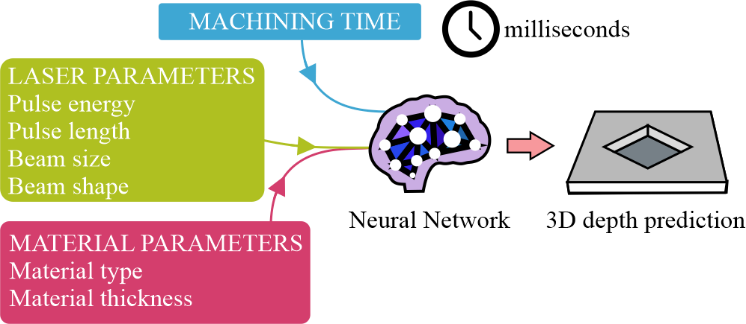 MACHINING TIME
milliseconds
LASER PARAMETERS
Pulse energy
Pulse length
Beam size
Beam shape
MATERIAL PARAMETERS
Material type
Material thickness
Neural Network
3D depth prediction